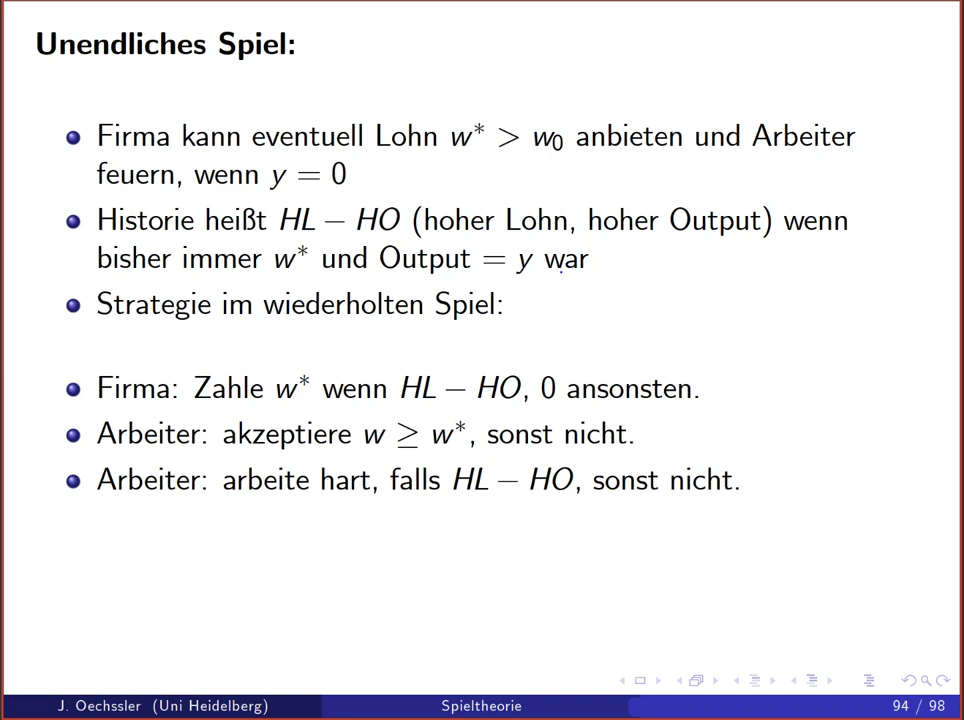 Unendliches Spiel:
Firma kann eventuell Lohn w* > w₀ anbieten und Arbeiter
feuern, wenn y = 0
Historie heißt HL − HO (hoher Lohn, hoher Output) wenn
bisher immer w* und Output = y war
Strategie im wiederholten Spiel:
Firma: Zahle w* wenn HL − HO, 0 ansonsten.
Arbeiter: akzeptiere w ≥ w*, sonst nicht.
Arbeiter: arbeite hart, falls HL − HO, sonst nicht.
J. Oechssler (Uni Heidelberg) Spieltheorie 94 / 98